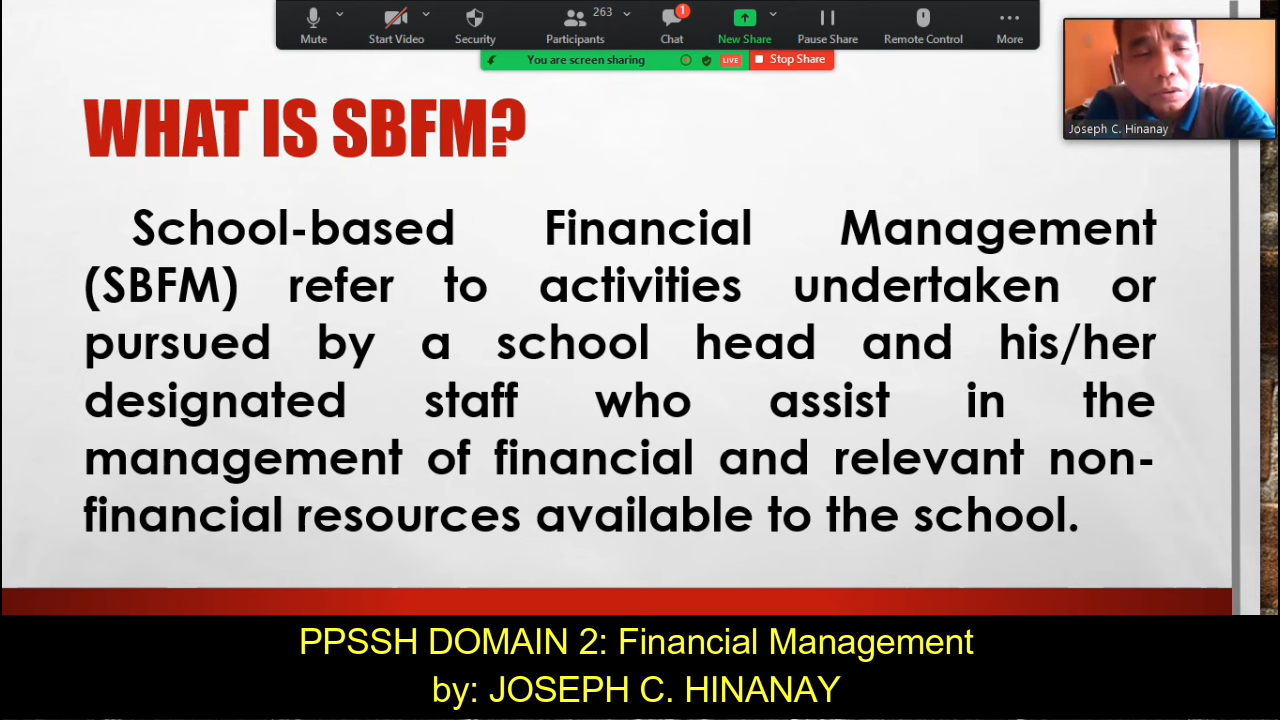 263
1
Mute
Start Video
Security
Participants
Chat
New Share
Pause Share
Remote Control
More
You are screen sharing
LIVE
Stop Share
Joseph C. Hinanay
WHAT IS SBFM?
School-based Financial Management
(SBFM) refer to activities undertaken or
pursued by a school head and his/her
designated staff who assist in the
management of financial and relevant non-
financial resources available to the school.
PPSSH DOMAIN 2: Financial Management
by: JOSEPH C. HINANAY